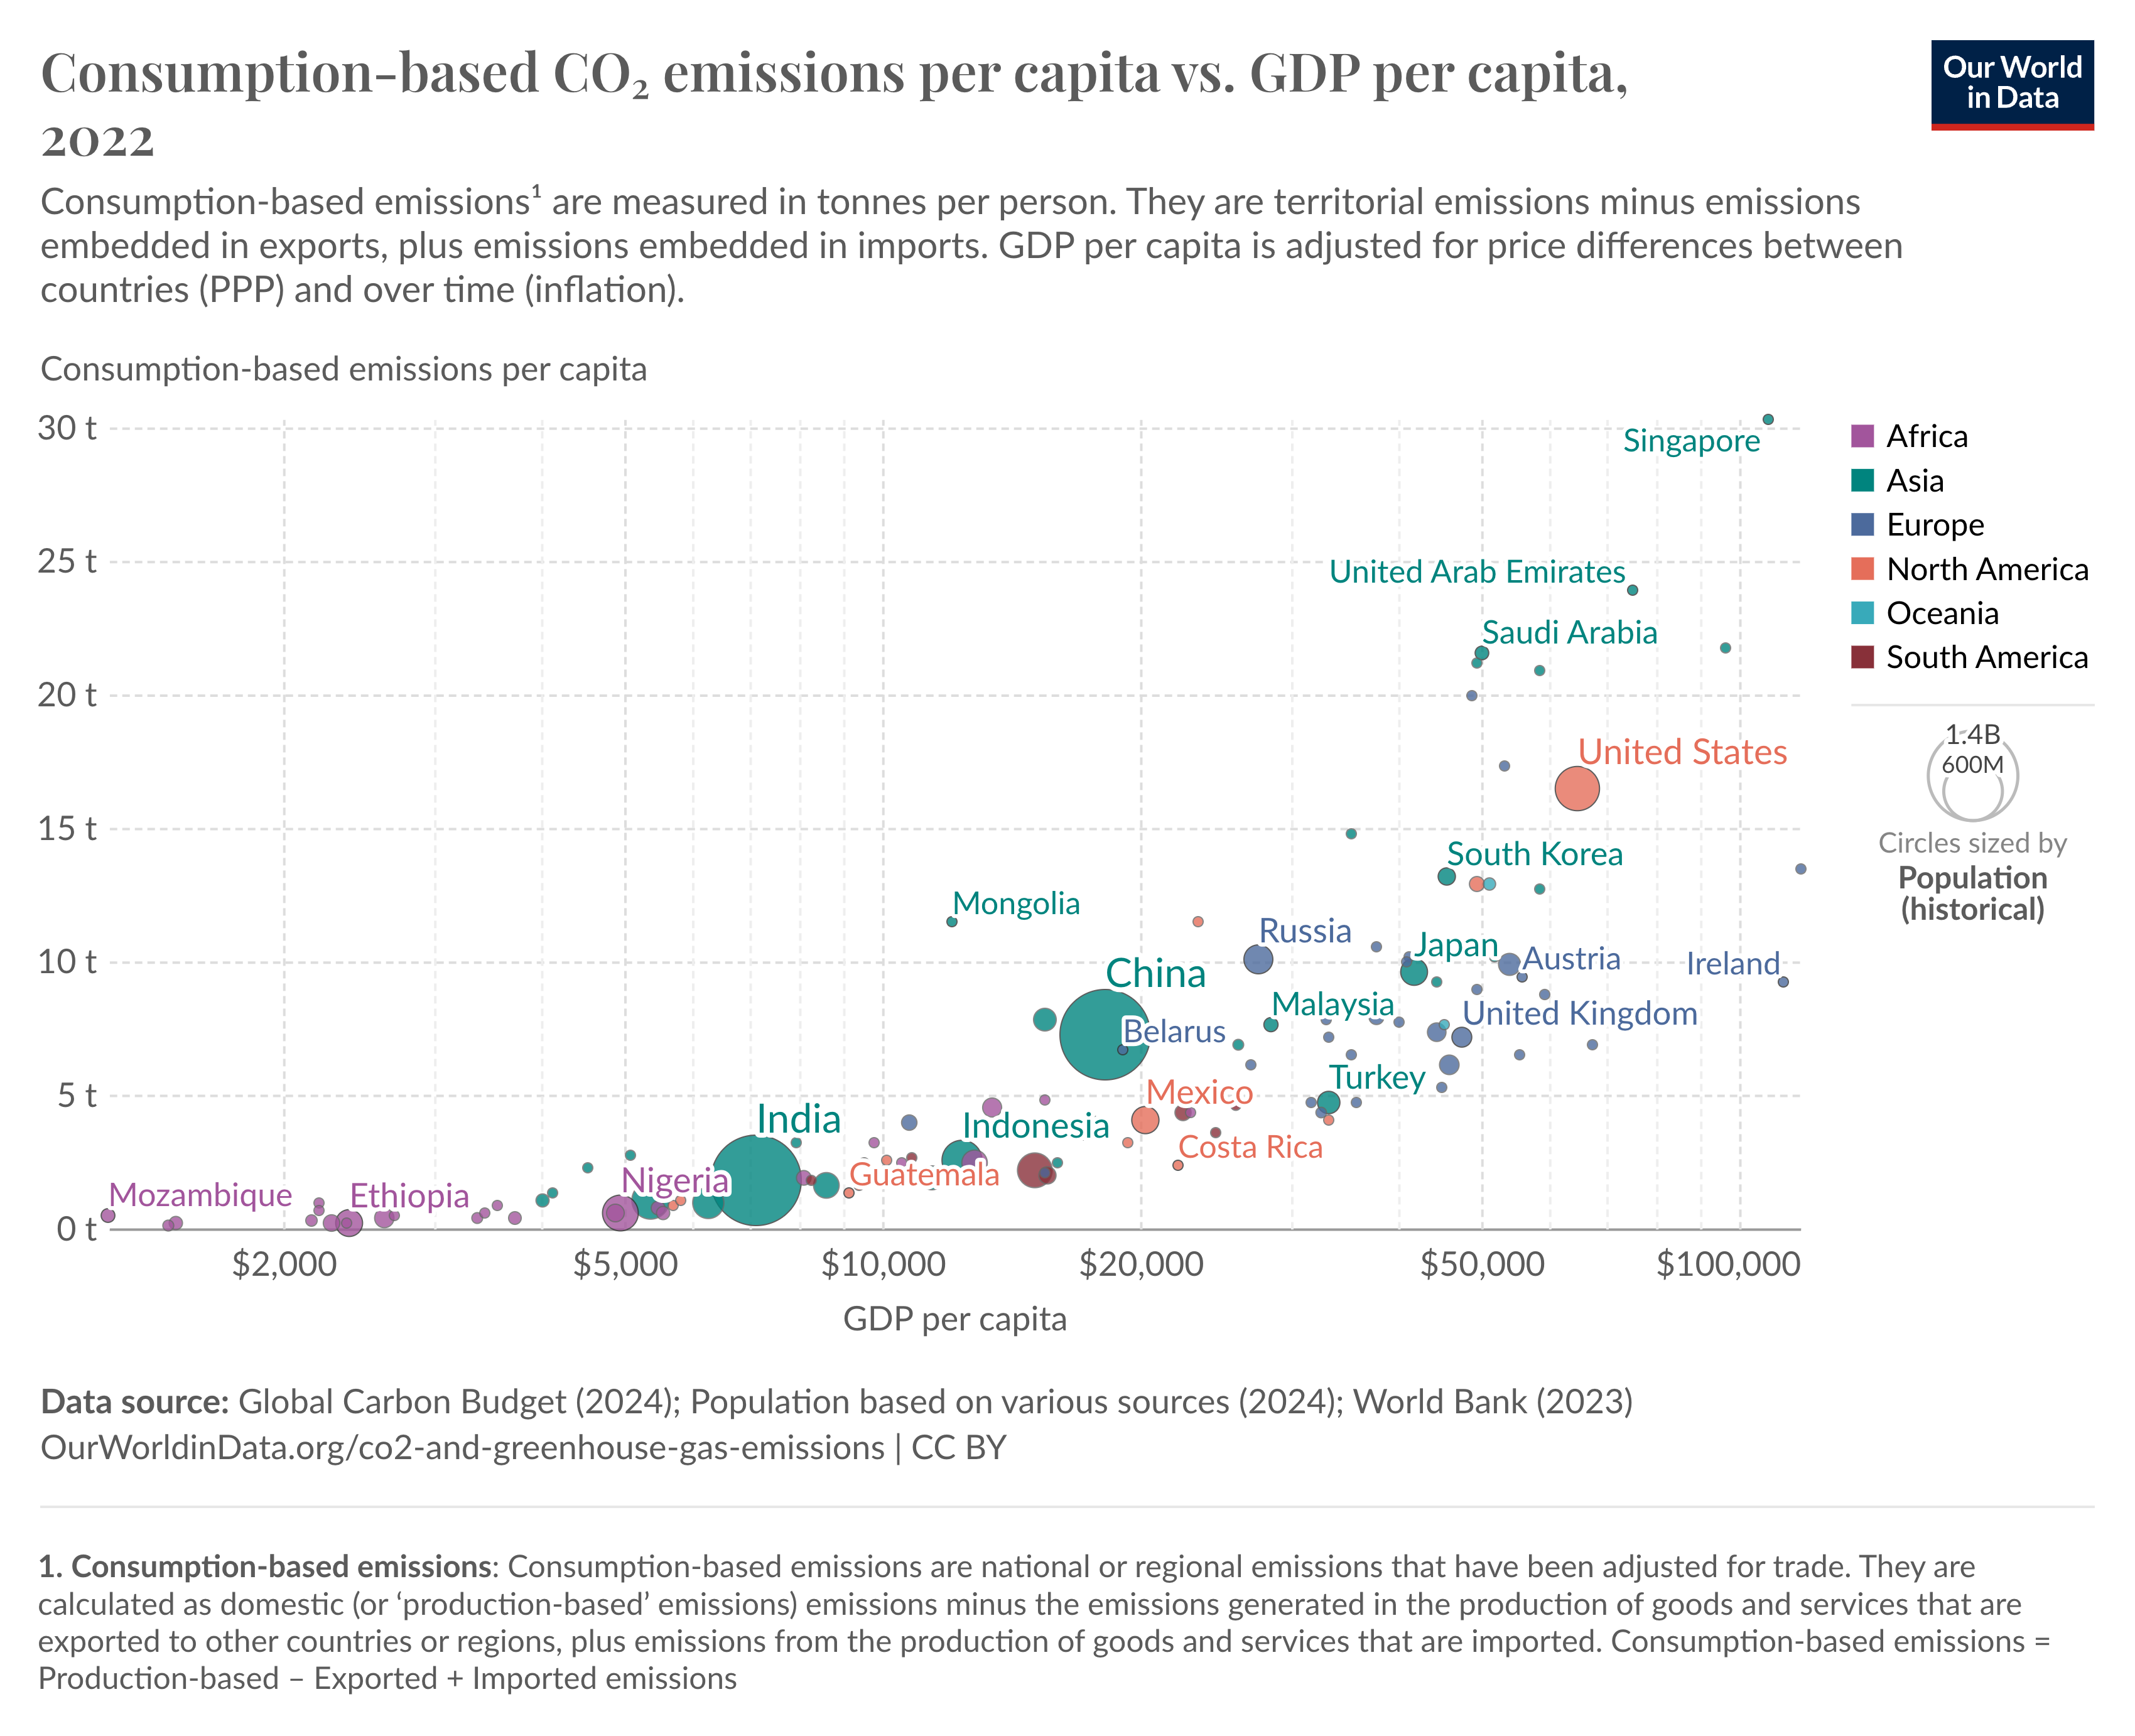 Consumption-based CO₂ emissions per capita vs. GDP per capita,
2022
Our World
in Data
Consumption-based emissions¹ are measured in tonnes per person. They are territorial emissions minus emissions
embedded in exports, plus emissions embedded in imports. GDP per capita is adjusted for price differences between
countries (PPP) and over time (inflation).
Consumption-based emissions per capita
30 t
25 t
20 t
15 t
10 t
5 t
0 t
Singapore
United Arab Emirates
Saudi Arabia
United States
South Korea
Mongolia
Russia
Japan
Austria
Ireland
China
Malaysia
United Kingdom
Belarus
Turkey
Mexico
India
Indonesia
Costa Rica
Guatemala
Nigeria
Mozambique
Ethiopia
$2,000
$5,000
$10,000
$20,000
$50,000
$100,000
GDP per capita
Africa
Asia
Europe
North America
Oceania
South America
1.4B
600M
Circles sized by
Population
(historical)
Data source: Global Carbon Budget (2024); Population based on various sources (2024); World Bank (2023)
OurWorldinData.org/co2-and-greenhouse-gas-emissions | CC BY
1. Consumption-based emissions: Consumption-based emissions are national or regional emissions that have been adjusted for trade. They are
calculated as domestic (or ‘production-based’ emissions) emissions minus the emissions generated in the production of goods and services that are
exported to other countries or regions, plus emissions from the production of goods and services that are imported. Consumption-based emissions =
Production-based – Exported + Imported emissions